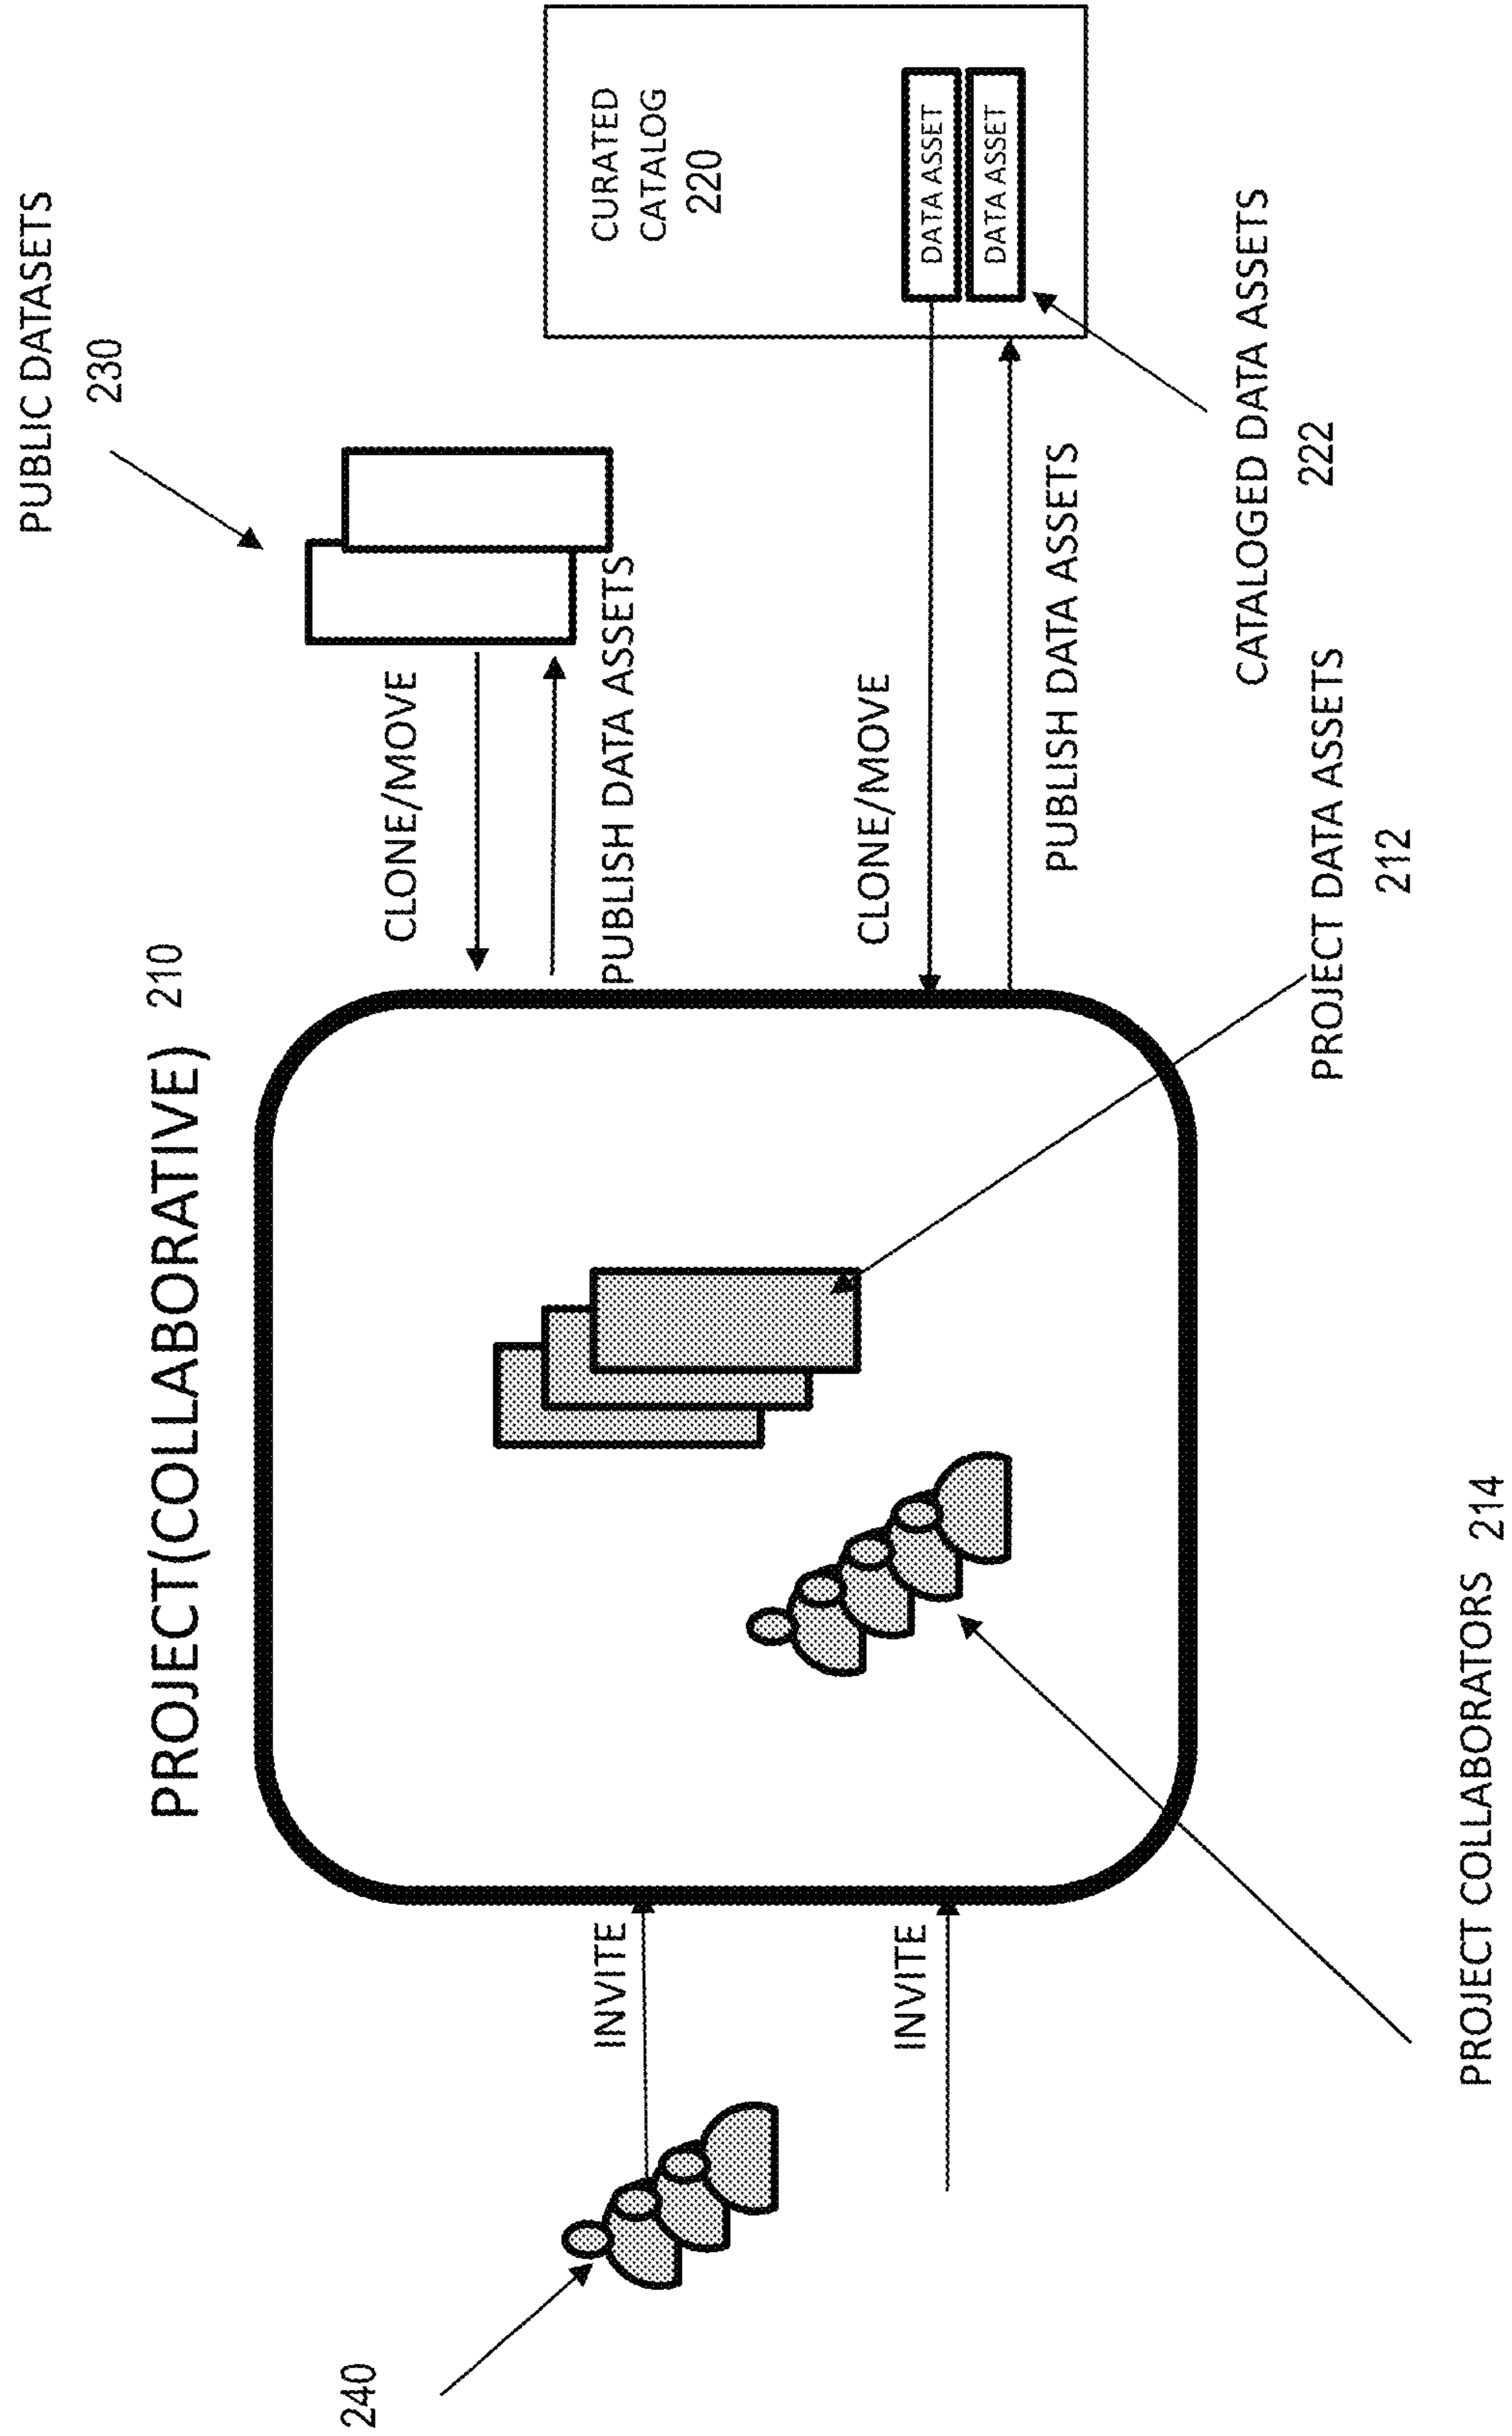 PROJECT(COLLABORATIVE) 210
PUBLIC DATASETS
230
CLONE/MOVE
PUBLISH DATA ASSETS
CURATED
CATALOG
220
DATA ASSET
DATA ASSET
CLONE/MOVE
PUBLISH DATA ASSETS
CATALOGED DATA ASSETS
222
PROJECT DATA ASSETS
212
INVITE
INVITE
240
PROJECT COLLABORATORS 214